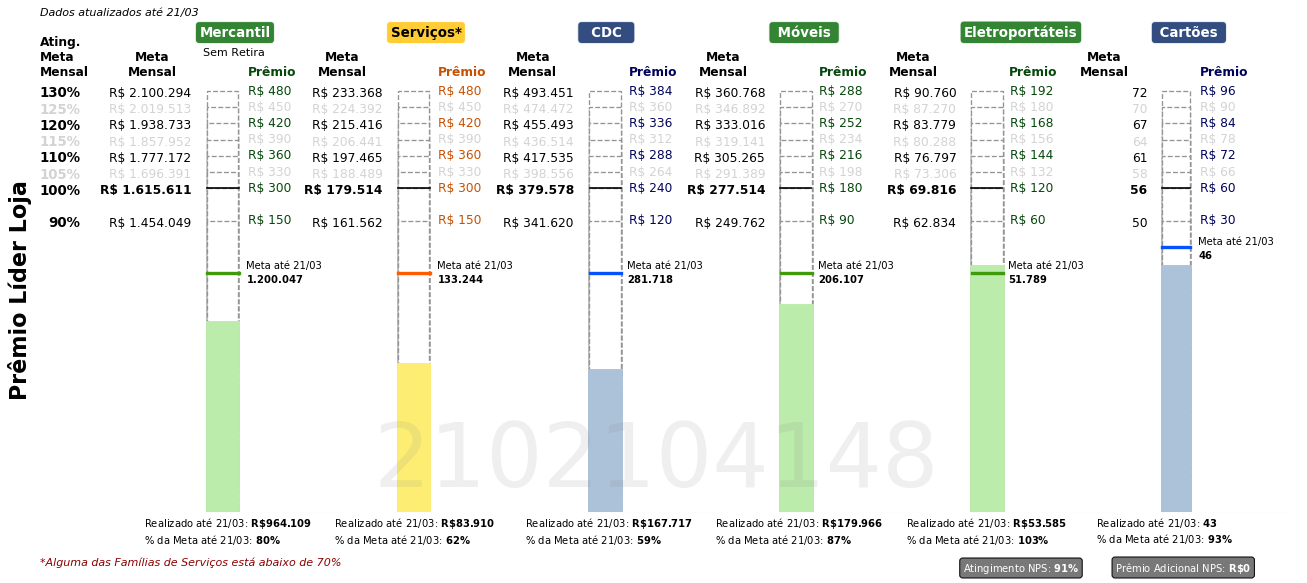 Dados atualizados até 21/03
Mercantil Serviços* CDC Móveis Eletroportáteis Cartões
Sem Retira
Ating. Meta Mensal
Meta Mensal Prêmio Meta Mensal Prêmio Meta Mensal Prêmio Meta Mensal Prêmio Meta Mensal Prêmio Meta Mensal Prêmio
130% R$ 2.100.294 R$ 480 R$ 233.368 R$ 480 R$ 493.451 R$ 384 R$ 360.768 R$ 288 R$ 90.760 R$ 192 72 R$ 96
125% R$ 2.019.513 R$ 450 R$ 224.392 R$ 450 R$ 474.472 R$ 360 R$ 346.892 R$ 270 R$ 87.270 R$ 180 70 R$ 90
120% R$ 1.938.733 R$ 420 R$ 215.416 R$ 420 R$ 455.493 R$ 336 R$ 333.016 R$ 252 R$ 83.779 R$ 168 67 R$ 84
115% R$ 1.857.952 R$ 390 R$ 206.441 R$ 390 R$ 436.514 R$ 312 R$ 319.141 R$ 234 R$ 80.288 R$ 156 64 R$ 78
110% R$ 1.777.172 R$ 360 R$ 197.465 R$ 360 R$ 417.535 R$ 288 R$ 305.265 R$ 216 R$ 76.797 R$ 144 61 R$ 72
105% R$ 1.696.391 R$ 330 R$ 188.489 R$ 330 R$ 398.556 R$ 264 R$ 291.389 R$ 198 R$ 73.306 R$ 132 58 R$ 66
100% R$ 1.615.611 R$ 300 R$ 179.514 R$ 300 R$ 379.578 R$ 240 R$ 277.514 R$ 180 R$ 69.816 R$ 120 56 R$ 60
90% R$ 1.454.049 R$ 150 R$ 161.562 R$ 150 R$ 341.620 R$ 120 R$ 249.762 R$ 90 R$ 62.834 R$ 60 50 R$ 30
Meta até 21/03 Meta até 21/03 Meta até 21/03 Meta até 21/03 Meta até 21/03 Meta até 21/03
1.200.047 133.244 281.718 206.107 51.789 46
Prêmio Líder Loja
2102104148
Realizado até 21/03: R$964.109 Realizado até 21/03: R$83.910 Realizado até 21/03: R$167.717 Realizado até 21/03: R$179.966 Realizado até 21/03: R$53.585 Realizado até 21/03: 43
% da Meta até 21/03: 80% % da Meta até 21/03: 62% % da Meta até 21/03: 59% % da Meta até 21/03: 87% % da Meta até 21/03: 103% % da Meta até 21/03: 93%
*Alguma das Famílias de Serviços está abaixo de 70%
Atingimento NPS: 91% Prêmio Adicional NPS: R$0